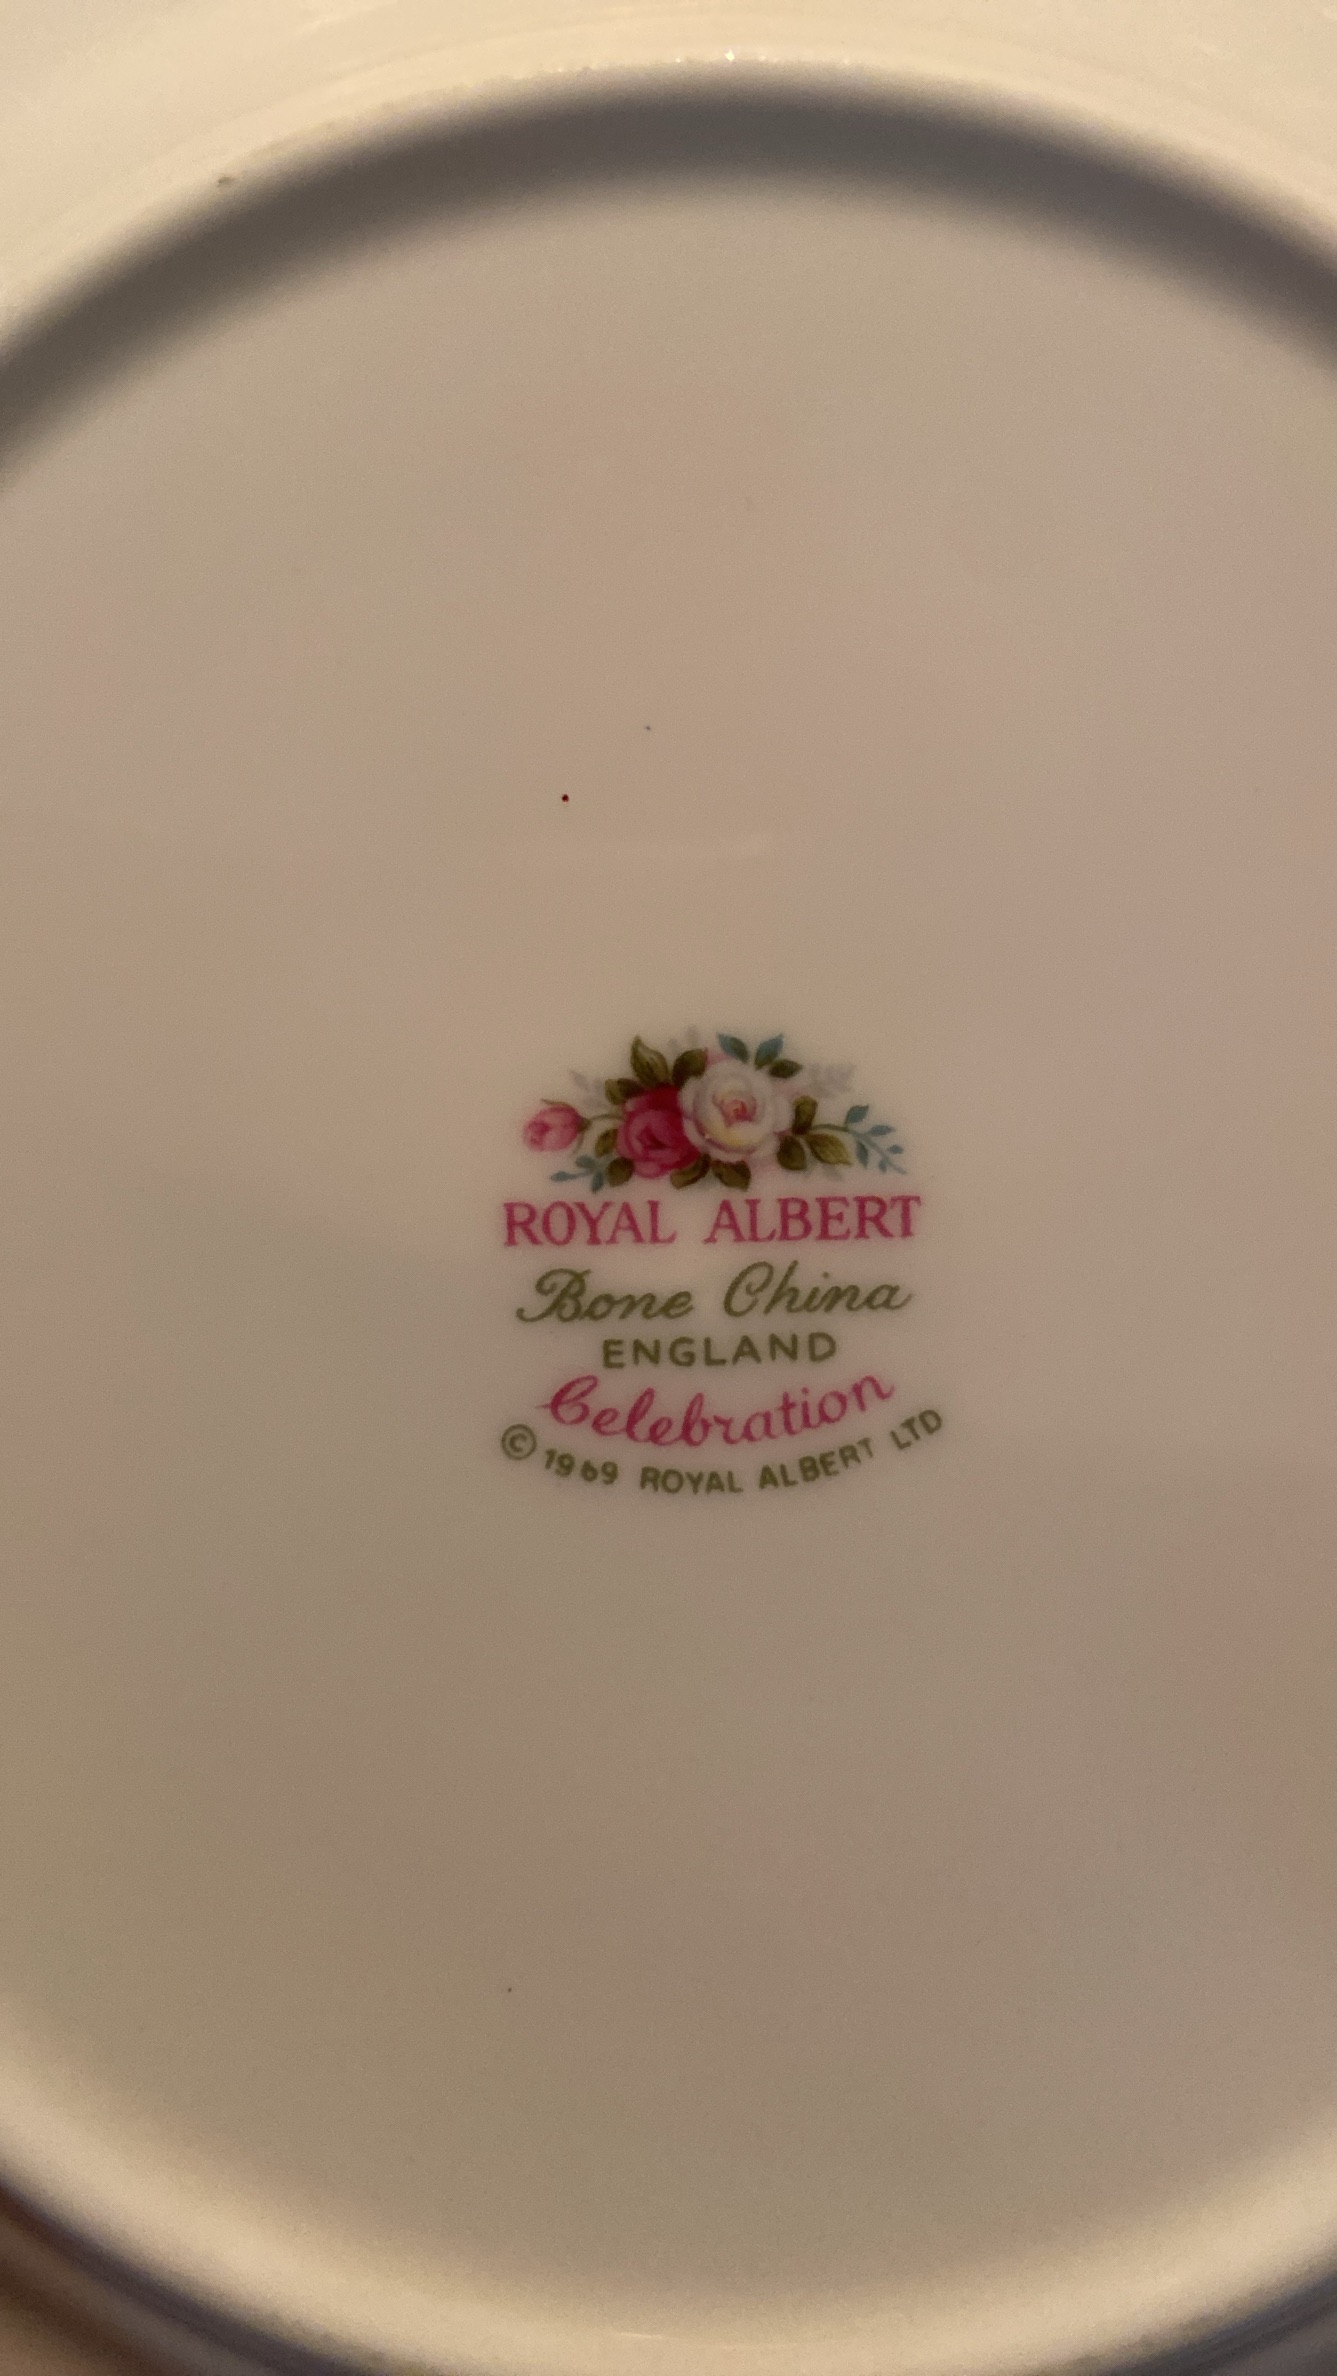 ROYAL ALBERT
Bone China
ENGLAND
Celebration
© 1969 ROYAL ALBERT LTD